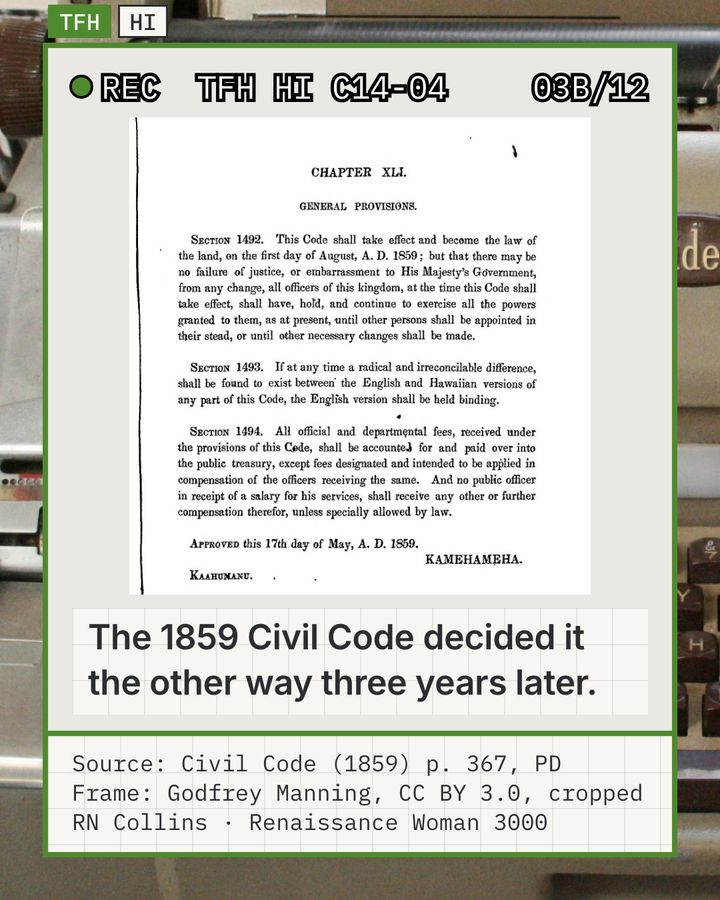 TFH HI
REC TFH HI C14-04 03B/12
CHAPTER XLI.
GENERAL PROVISIONS.
SECTION 1492. This Code shall take effect and become the law of
the land, on the first day of August, A. D. 1859; but that there may be
no failure of justice, or embarrassment to His Majesty's Government,
from any change, all officers of this kingdom, at the time this Code shall
take effect, shall have, hold, and continue to exercise all the powers
granted to them, as at present, until other persons shall be appointed in
their stead, or until other necessary changes shall be made.
SECTION 1493. If at any time a radical and irreconcilable difference,
shall be found to exist between the English and Hawaiian versions of
any part of this Code, the English version shall be held binding.
SECTION 1494. All official and departmental fees, received under
the provisions of this Code, shall be accounted for and paid over into
the public treasury, except fees designated and intended to be applied in
compensation of the officers receiving the same. And no public officer
in receipt of a salary for his services, shall receive any other or further
compensation therefor, unless specially allowed by law.
APPROVED this 17th day of May, A. D. 1859.
KAMEHAMEHA.
KAAHUMANU.
The 1859 Civil Code decided it
the other way three years later.
Source: Civil Code (1859) p. 367, PD
Frame: Godfrey Manning, CC BY 3.0, cropped
RN Collins · Renaissance Woman 3000
de
H